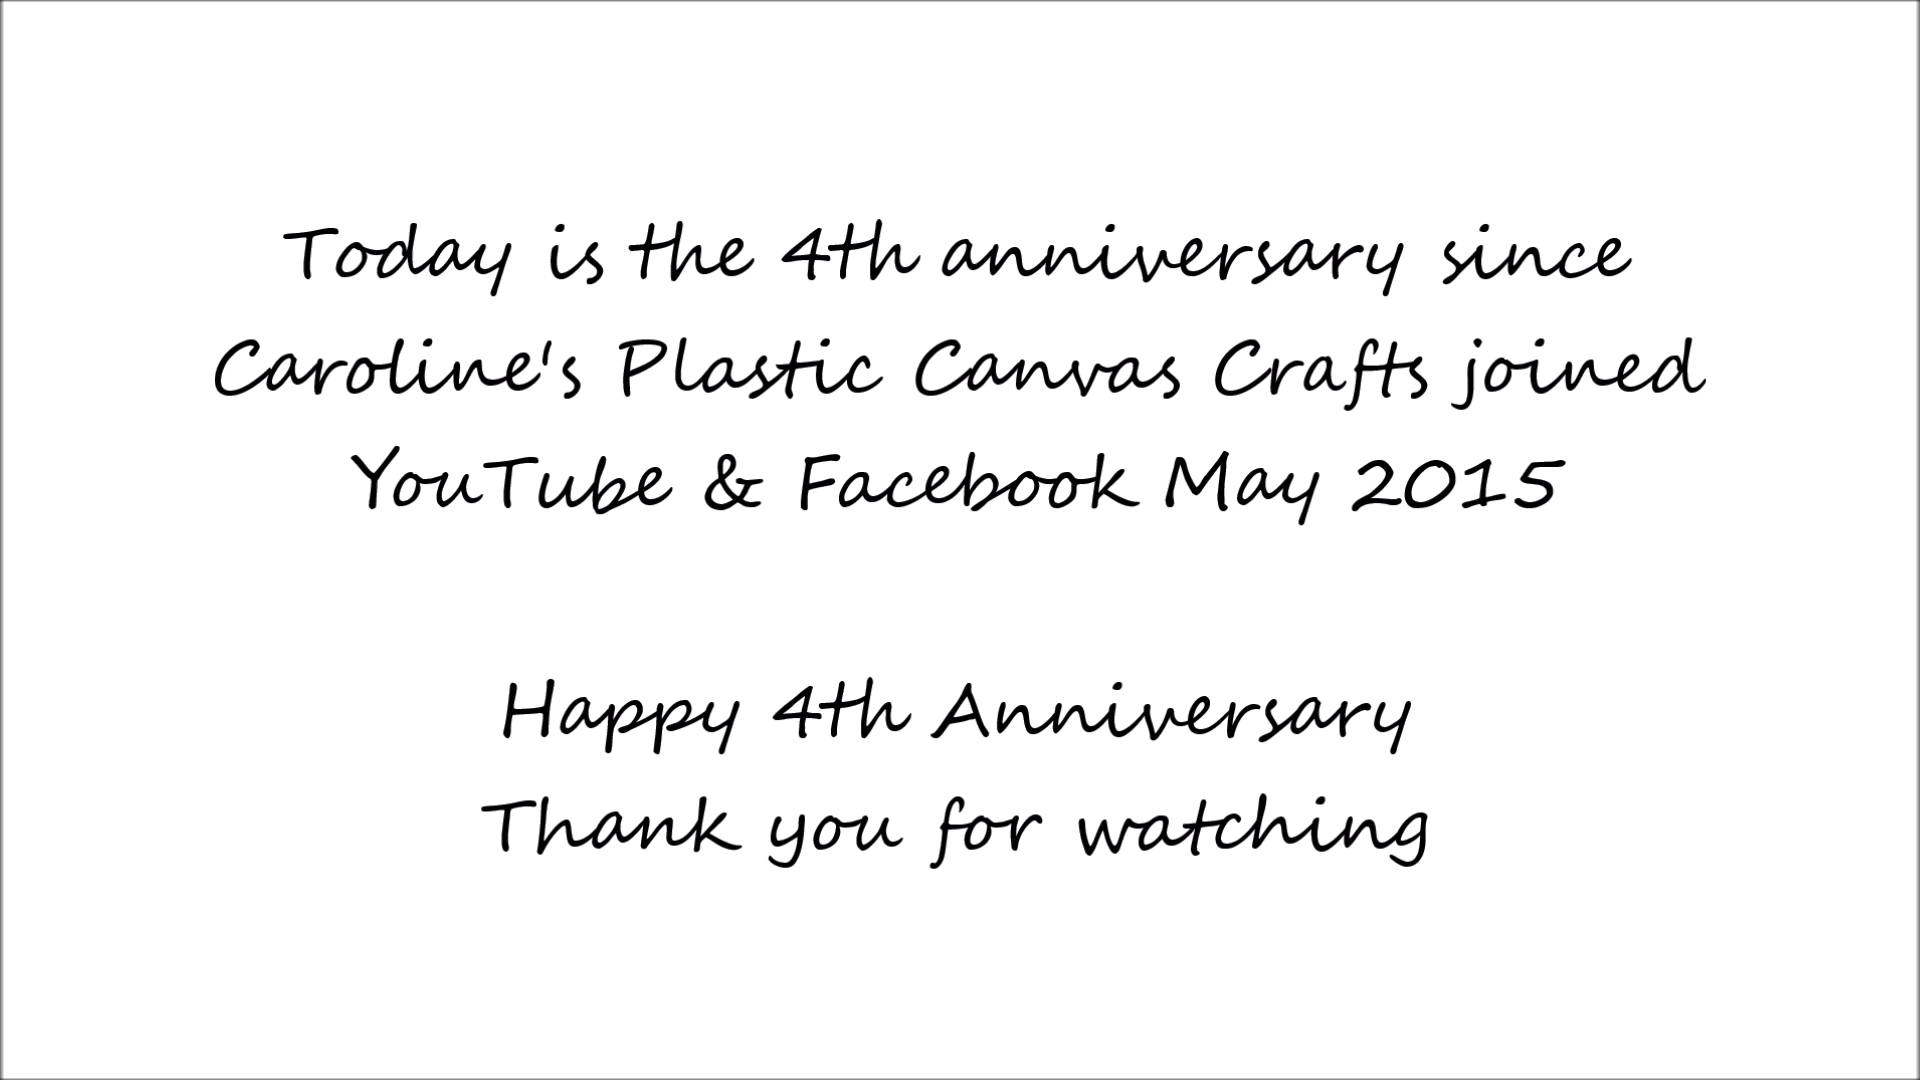 Today is the 4th anniversary since
Caroline's Plastic Canvas Crafts joined
YouTube & Facebook May 2015
Happy 4th Anniversary
Thank you for watching